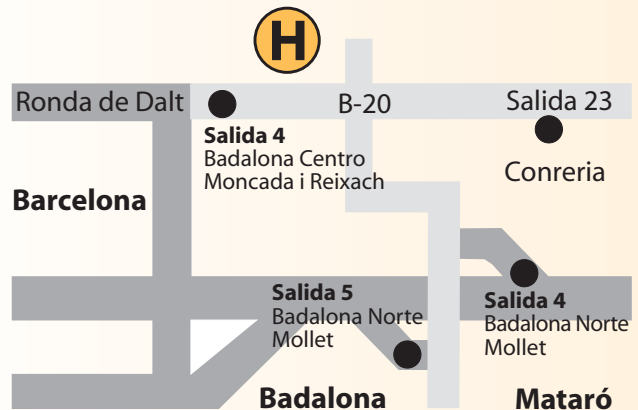 H
Ronda de Dalt
B-20
Salida 23
Salida 4
Badalona Centro
Moncada i Reixach
Conreria
Barcelona
Salida 5
Badalona Norte
Mollet
Salida 4
Badalona Norte
Mollet
Badalona
Mataró